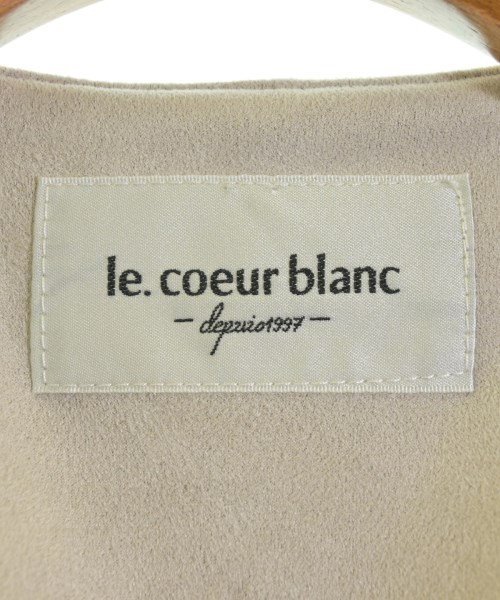 le. coeur blanc
– depuis1997 –